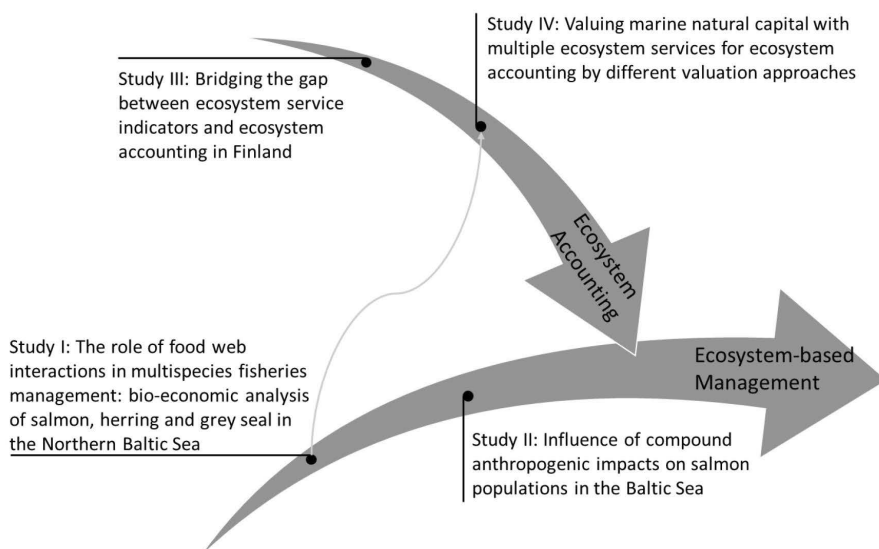 Study IV: Valuing marine natural capital with
multiple ecosystem services for ecosystem
accounting by different valuation approaches
Study III: Bridging the gap
between ecosystem service
indicators and ecosystem
accounting in Finland
Ecosystem
Accounting
Study I: The role of food web
interactions in multispecies fisheries
management: bio-economic analysis
of salmon, herring and grey seal in
the Northern Baltic Sea
Ecosystem-based
Management
Study II: Influence of compound
anthropogenic impacts on salmon
populations in the Baltic Sea